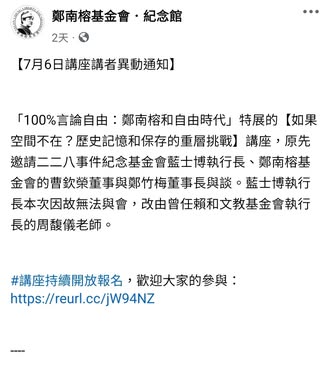 鄭南榕基金會・紀念館
2天・
【7月6日講座講者異動通知】
「100%言論自由：鄭南榕和自由時代」特展的【如果
空間不在？歷史記憶和保存的重層挑戰】講座，原先
邀請二二八事件紀念基金會藍士博執行長、鄭南榕基
金會的曹欽榮董事與鄭竹梅董事長與談。藍士博執行
長本次因故無法與會，改由曾任賴和文教基金會執行
長的周馥儀老師。
#講座持續開放報名，歡迎大家的參與：
https://reurl.cc/jW94NZ
----